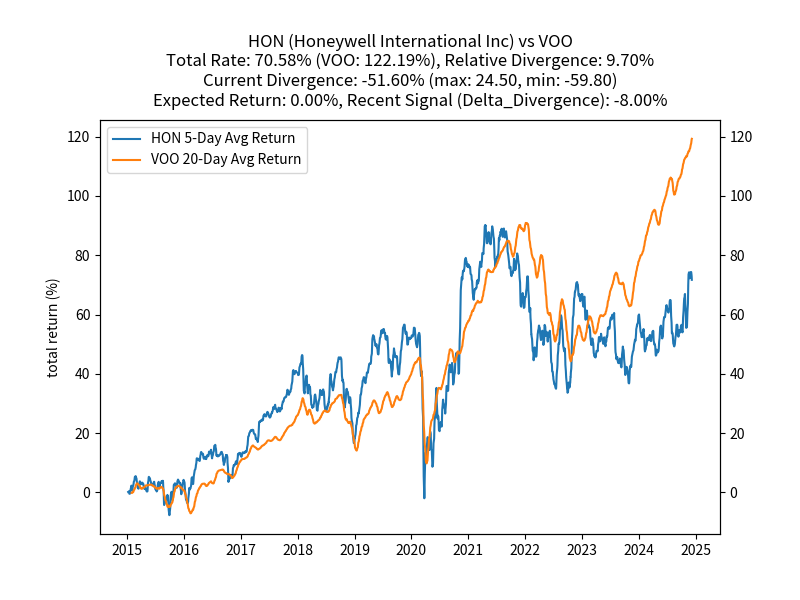 HON (Honeywell International Inc) vs VOO
Total Rate: 70.58% (VOO: 122.19%), Relative Divergence: 9.70%
Current Divergence: -51.60% (max: 24.50, min: -59.80)
Expected Return: 0.00%, Recent Signal (Delta_Divergence): -8.00%
HON 5-Day Avg Return
VOO 20-Day Avg Return
total return (%)
120 120
100 100
80 80
60 60
40 40
20 20
0 0
2015 2016 2017 2018 2019 2020 2021 2022 2023 2024 2025